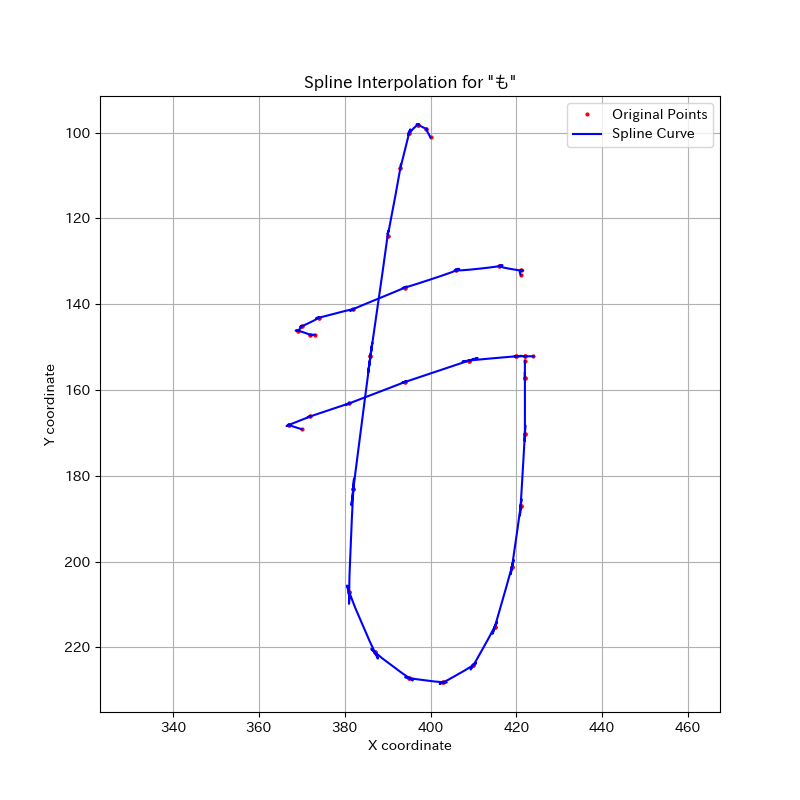 Spline Interpolation for "も"
Original Points
Spline Curve
100
120
140
160
180
200
220
Y coordinate
も
340
360
380
400
420
440
460
X coordinate